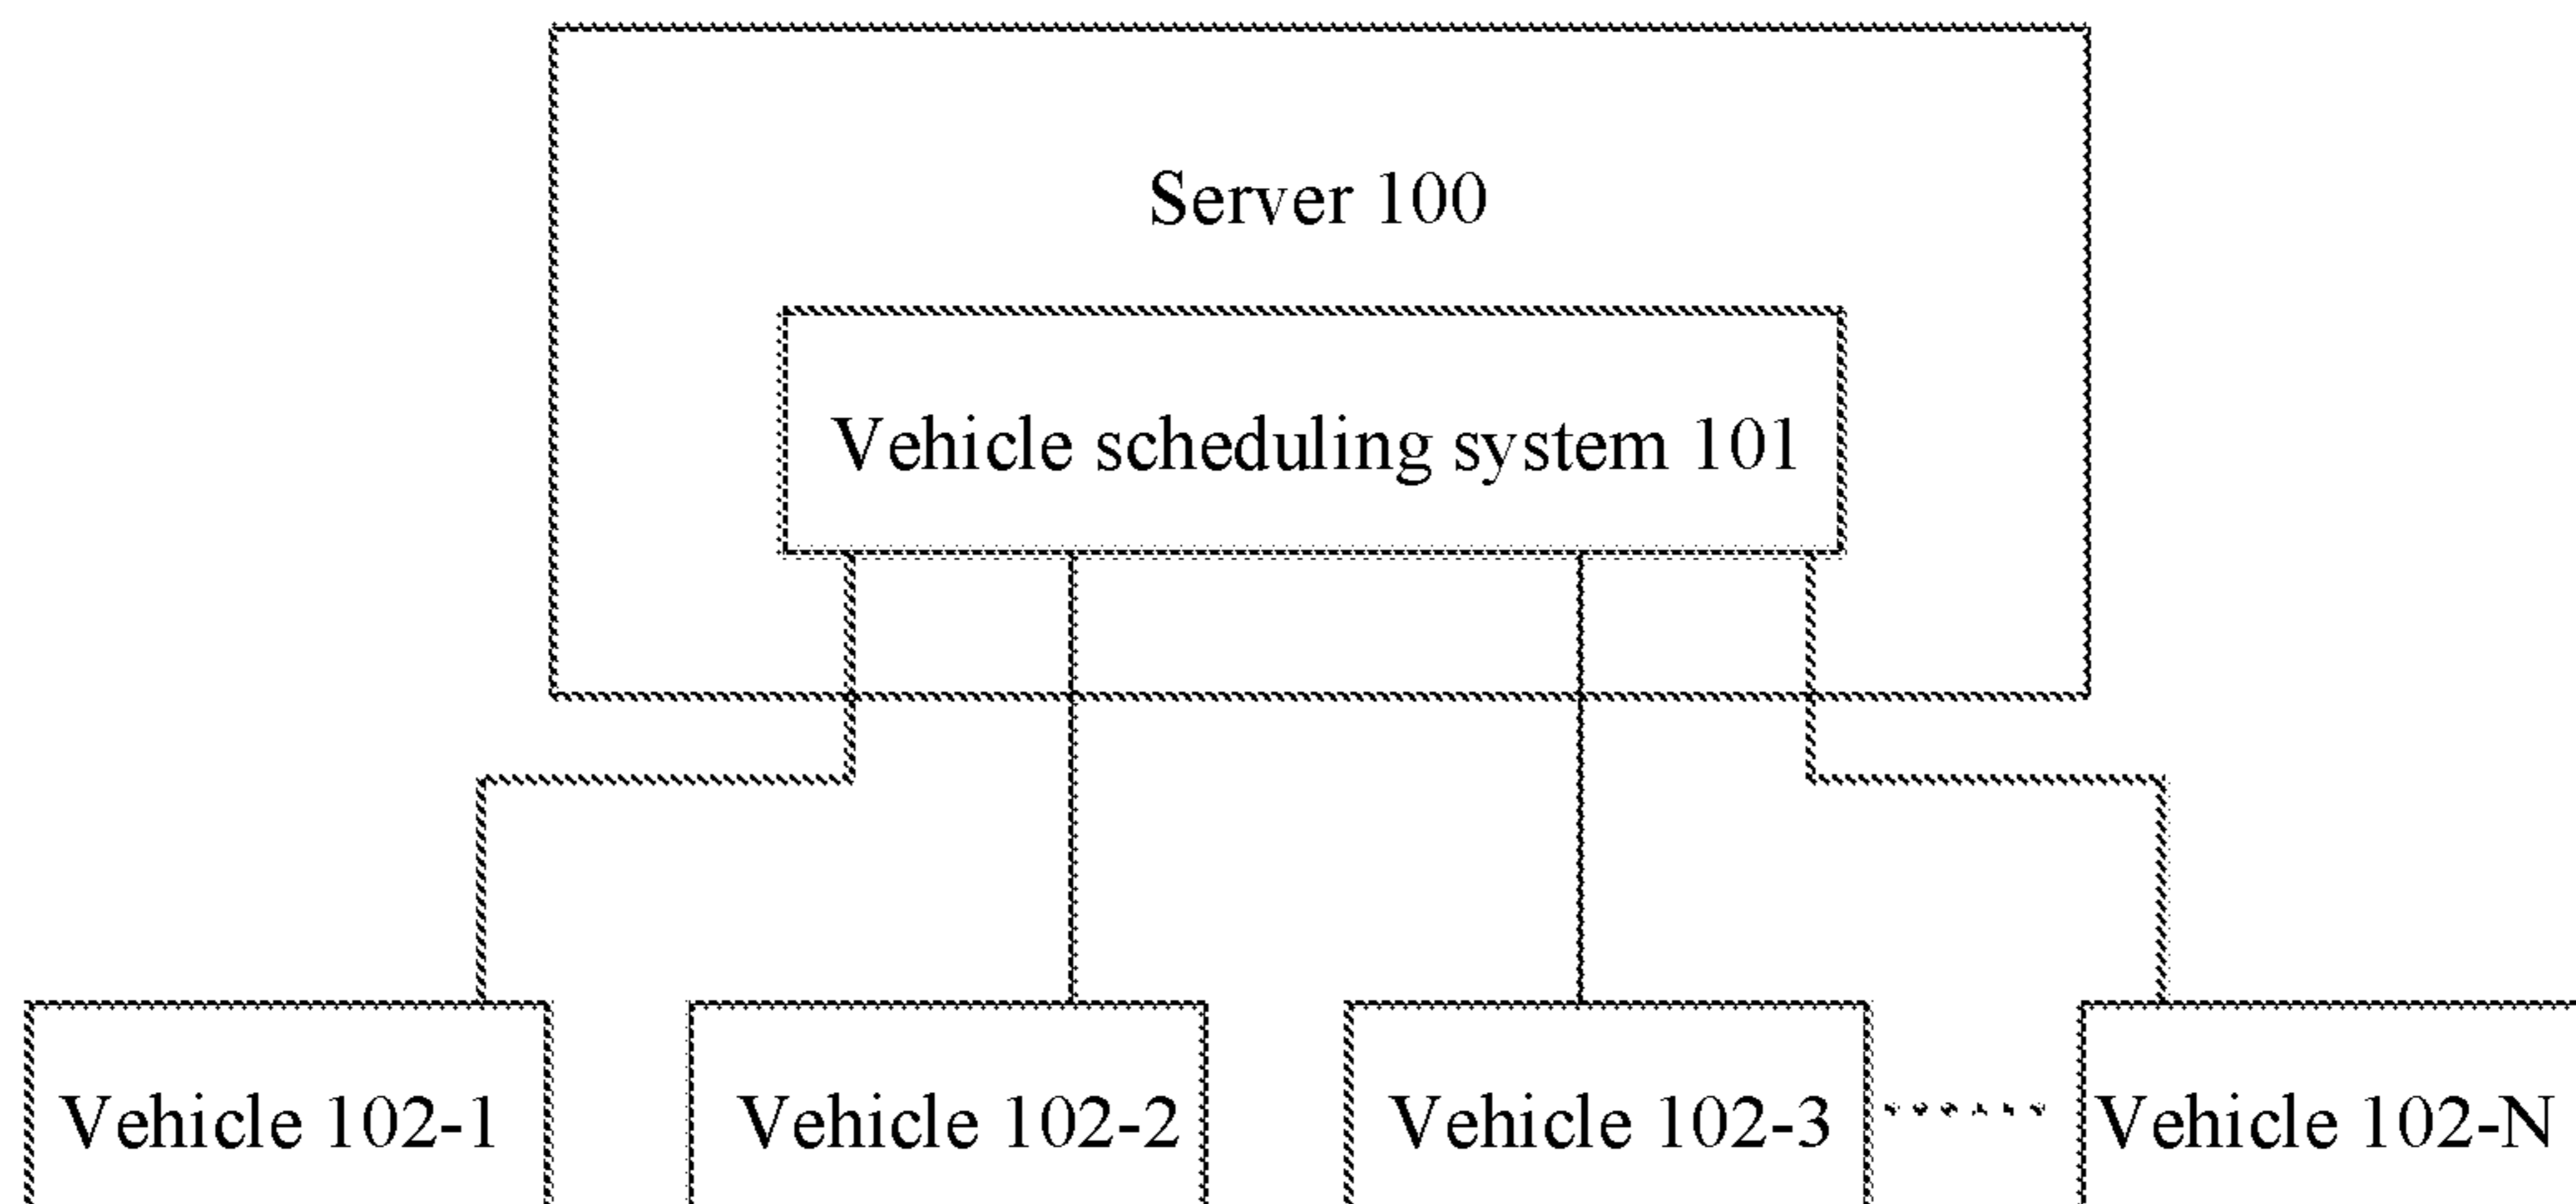 Server 100
Vehicle scheduling system 101
Vehicle 102-1
Vehicle 102-2
Vehicle 102-3
Vehicle 102-N